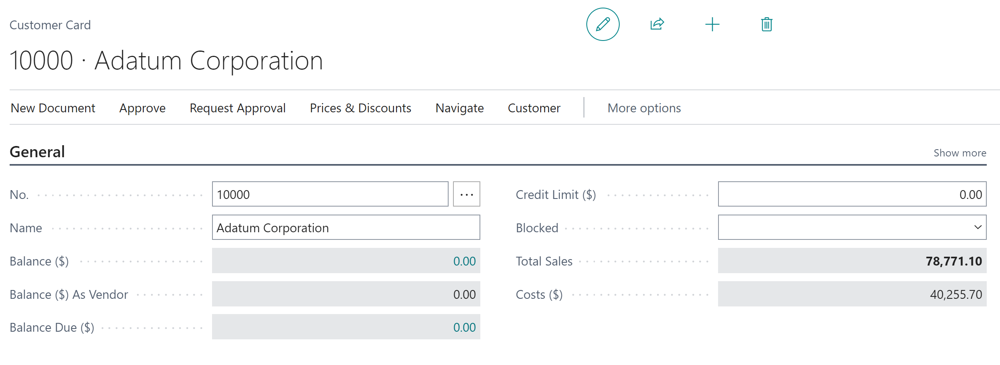 Customer Card
10000 · Adatum Corporation
New Document Approve Request Approval Prices & Discounts Navigate Customer More options
General Show more
No. 10000 ··· Credit Limit ($) 0.00
Name Adatum Corporation Blocked
Balance ($) 0.00 Total Sales 78,771.10
Balance ($) As Vendor 0.00 Costs ($) 40,255.70
Balance Due ($) 0.00